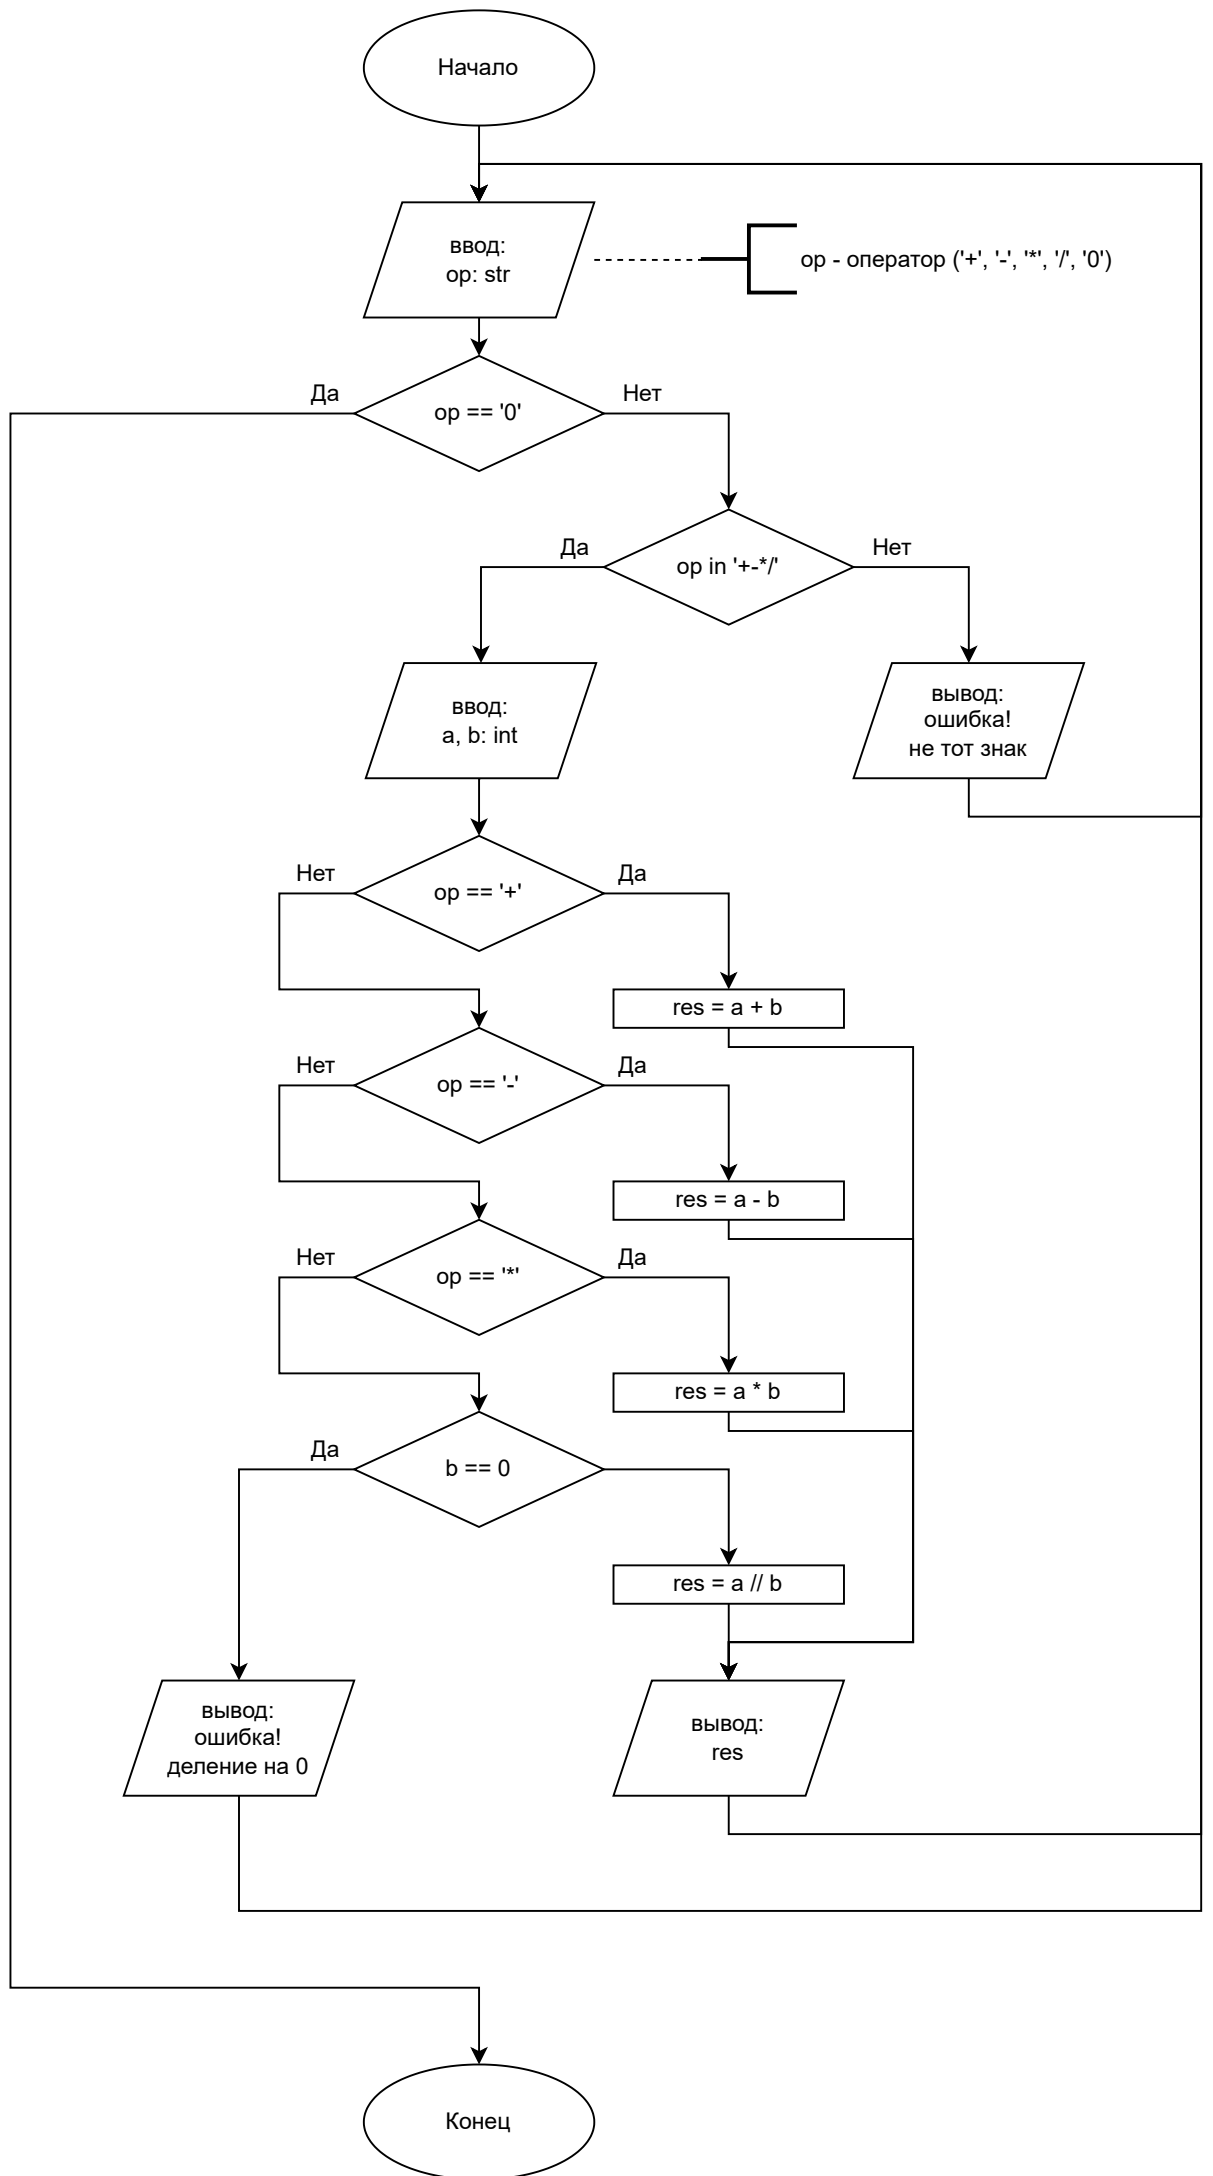 Начало
ввод:
op: str
op - оператор ('+', '-', '*', '/', '0')
Да
op == '0'
Нет
Да
op in '+-*/'
Нет
ввод:
a, b: int
вывод:
ошибка!
не тот знак
Нет
op == '+'
Да
res = a + b
Нет
op == '-'
Да
res = a - b
Нет
op == '*'
Да
res = a * b
Да
b == 0
res = a // b
вывод:
ошибка!
деление на 0
вывод:
res
Конец